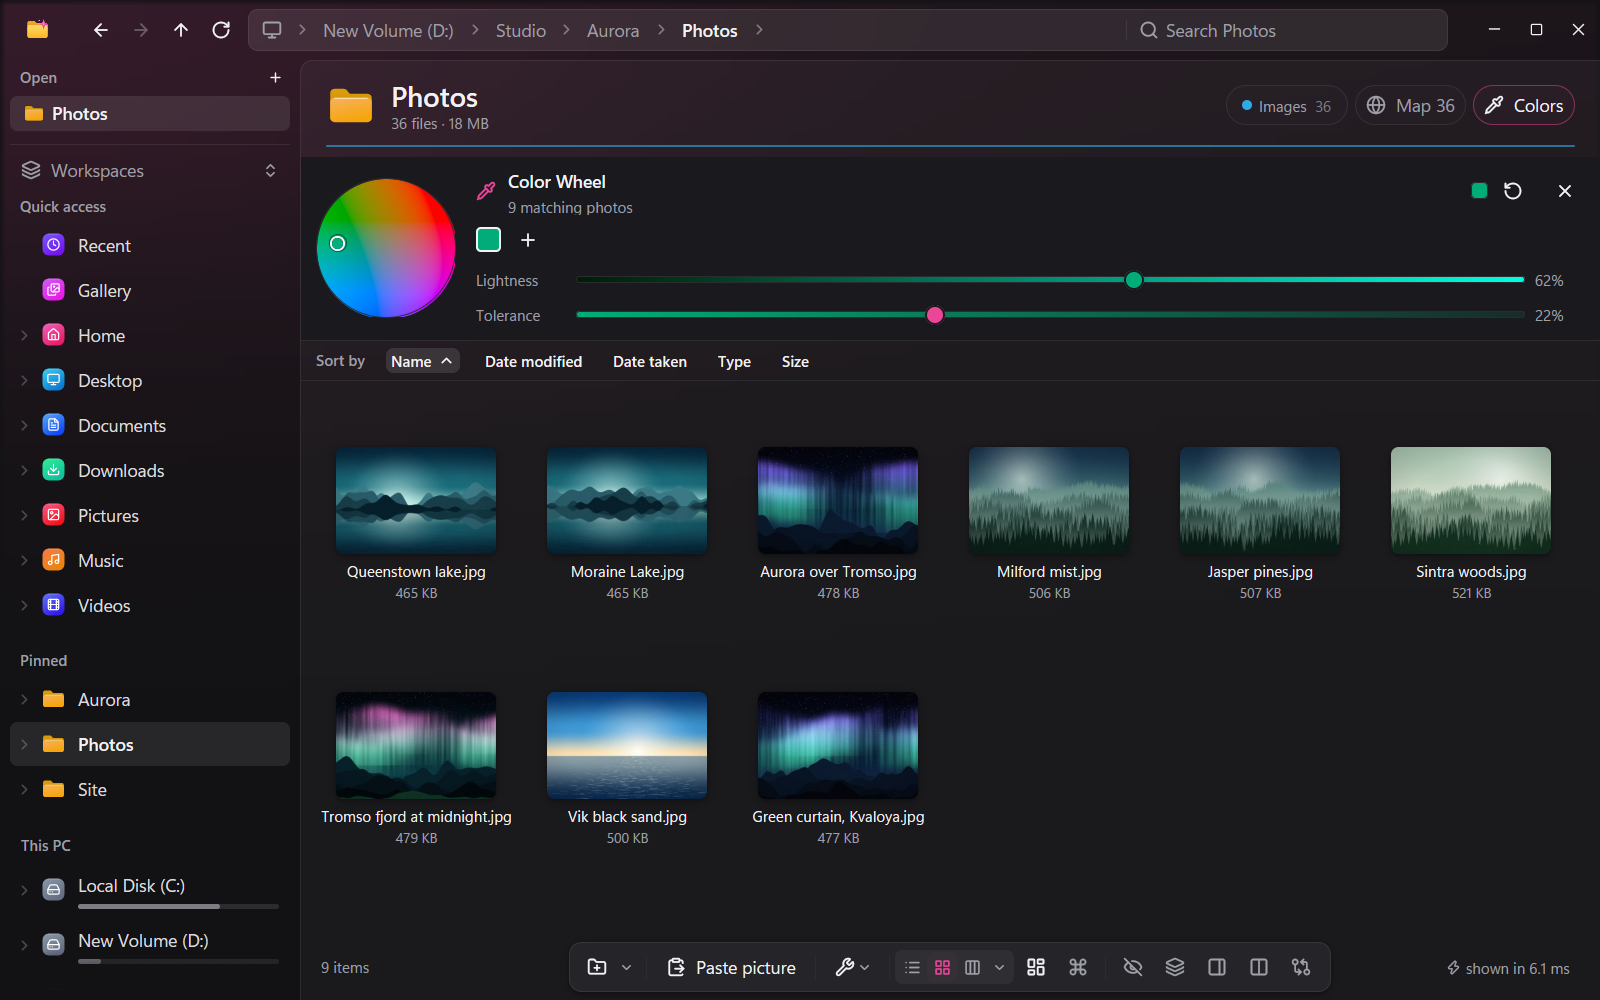 New Volume (D:)
Studio
Aurora
Photos
Search Photos
Open
Photos
Workspaces
Quick access
Recent
Gallery
Home
Desktop
Documents
Downloads
Pictures
Music
Videos
Pinned
Aurora
Photos
Site
This PC
Local Disk (C:)
New Volume (D:)
Photos
36 files · 18 MB
Images 36
Map 36
Colors
Color Wheel
9 matching photos
Lightness
62%
Tolerance
22%
Sort by
Name
Date modified
Date taken
Type
Size
Queenstown lake.jpg
465 KB
Moraine Lake.jpg
465 KB
Aurora over Tromso.jpg
478 KB
Milford mist.jpg
506 KB
Jasper pines.jpg
507 KB
Sintra woods.jpg
521 KB
Tromso fjord at midnight.jpg
479 KB
Vik black sand.jpg
500 KB
Green curtain, Kvaloya.jpg
477 KB
9 items
Paste picture
shown in 6.1 ms